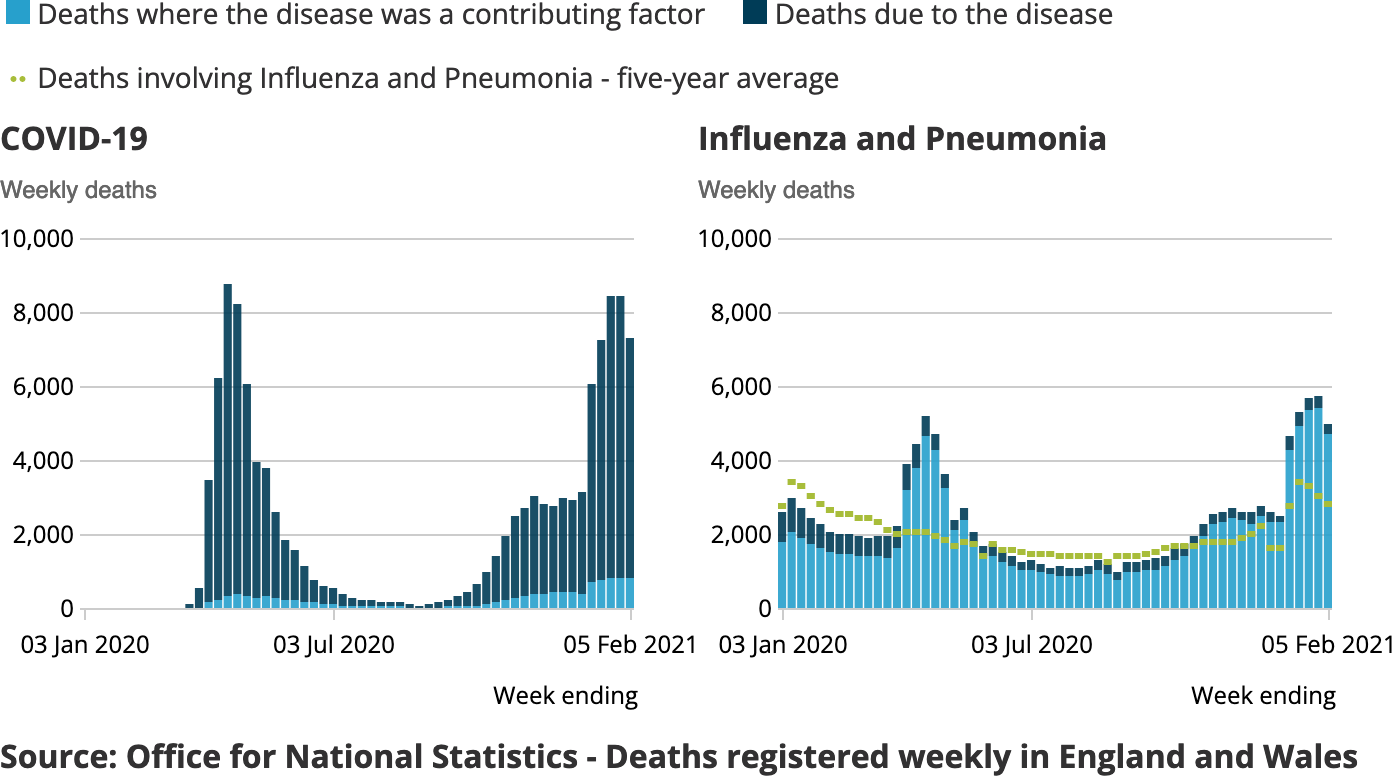 Deaths where the disease was a contributing factor Deaths due to the disease
Deaths involving Influenza and Pneumonia - five-year average
COVID-19
Weekly deaths
10,000
8,000
6,000
4,000
2,000
0
03 Jan 2020 03 Jul 2020 05 Feb 2021
Week ending
Influenza and Pneumonia
Weekly deaths
10,000
8,000
6,000
4,000
2,000
0
03 Jan 2020 03 Jul 2020 05 Feb 2021
Week ending
Source: Office for National Statistics - Deaths registered weekly in England and Wales